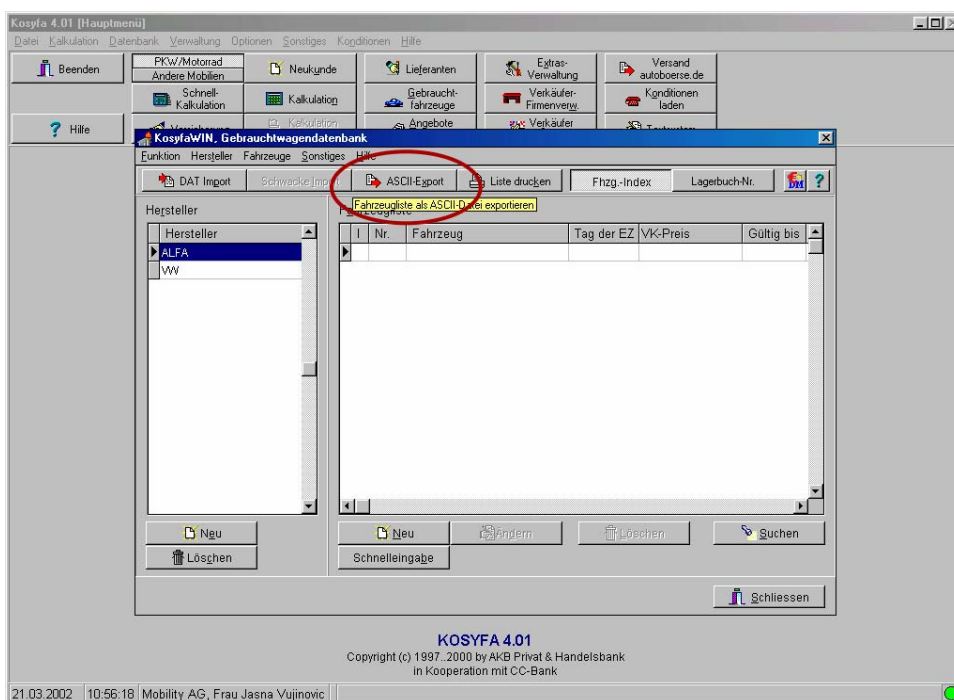 Kosyfa 4.01 [Hauptmenü]
Datei Kalkulation Datenbank Verwaltung Optionen Sonstiges Konditionen Hilfe
Beenden
PKW/Motorrad
Andere Mobilien
Neukunde
Lieferanten
Extras-
Verwaltung
Versand
autoboerse.de
Schnell-
Kalkulation
Kalkulation
Gebraucht-
fahrzeuge
Verkäufer-
Firmenverw.
Konditionen
laden
Hilfe
Kalkulation
Angebote
Verkäufer
KosyfaWIN, Gebrauchtwagendatenbank
Funktion Hersteller Fahrzeuge Sonstiges Hilfe
DAT Import
Schwacke Import
ASCII-Export
Liste drucken
Fhzg.-Index
Lagerbuch-Nr.
DM
?
Fahrzeugliste als ASCII-Datei exportieren
Hersteller
Hersteller
ALFA
VW
I Nr. Fahrzeug Tag der EZ VK-Preis Gültig bis
Neu
Löschen
Neu
Ändern
Löschen
Suchen
Schnelleingabe
Schliessen
KOSYFA 4.01
Copyright (c) 1997..2000 by AKB Privat & Handelsbank
in Kooperation mit CC-Bank
21.03.2002 10:56:18 Mobility AG, Frau Jasna Vujinovic